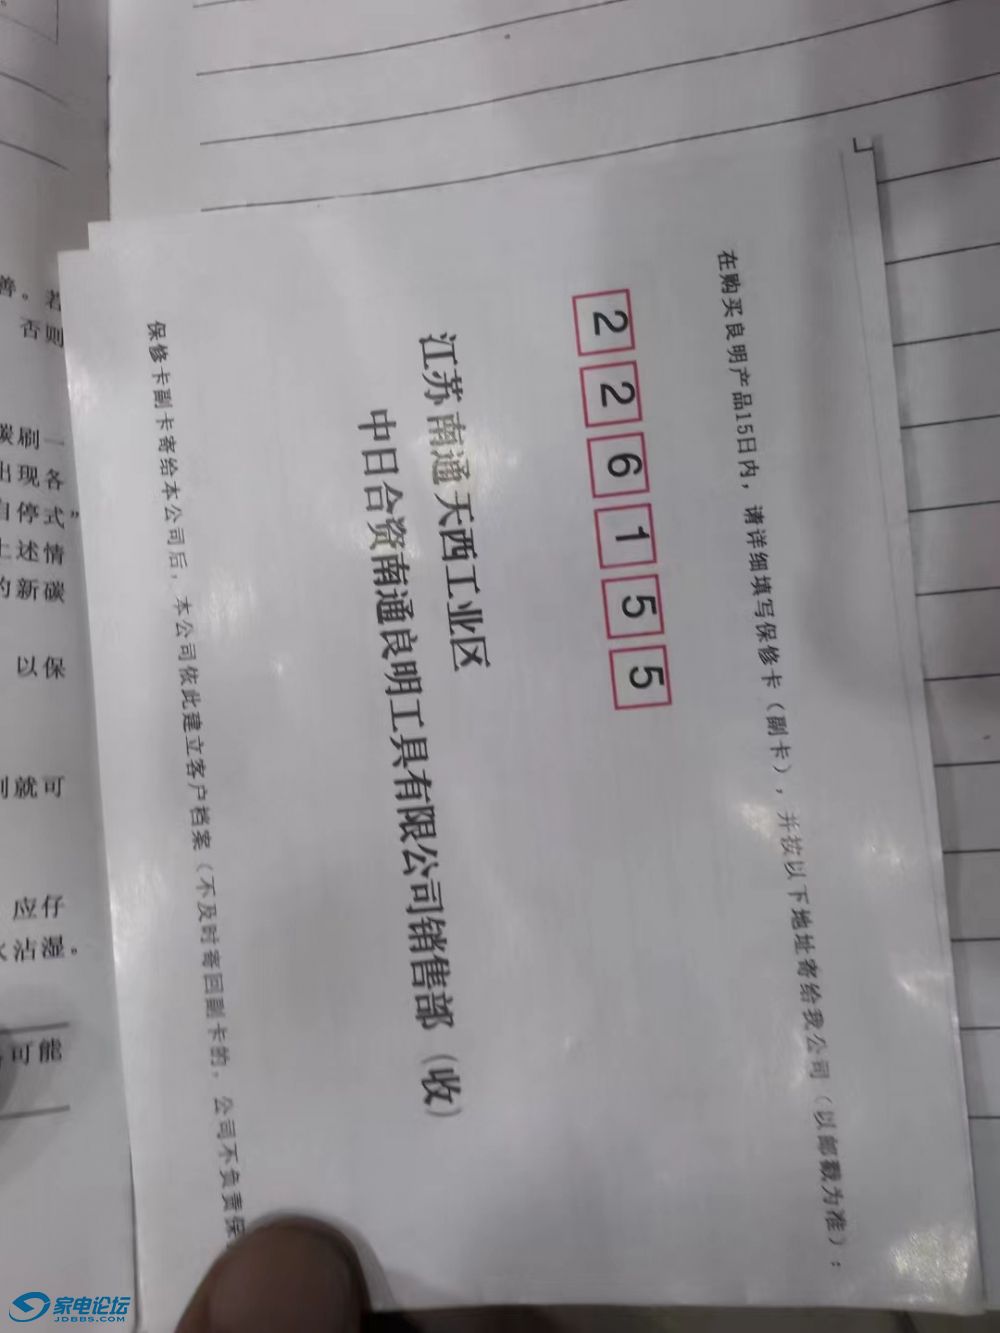 在购买良明产品15日内，请详细填写保修卡（副卡），并按以下地址寄给我公司（以邮戳为准）：
226155
江苏南通天西工业区
中日合资南通良明工具有限公司销售部（收）
保修卡副卡寄给本公司后，本公司依此建立客户档案（不及时寄回副卡的，公司不负责保
善。若
否则
碳刷一
出现各
自停式”
上述情
的新碳
以保
就可
应仔
水沾湿。
可能
家电论坛
JDBBS.COM